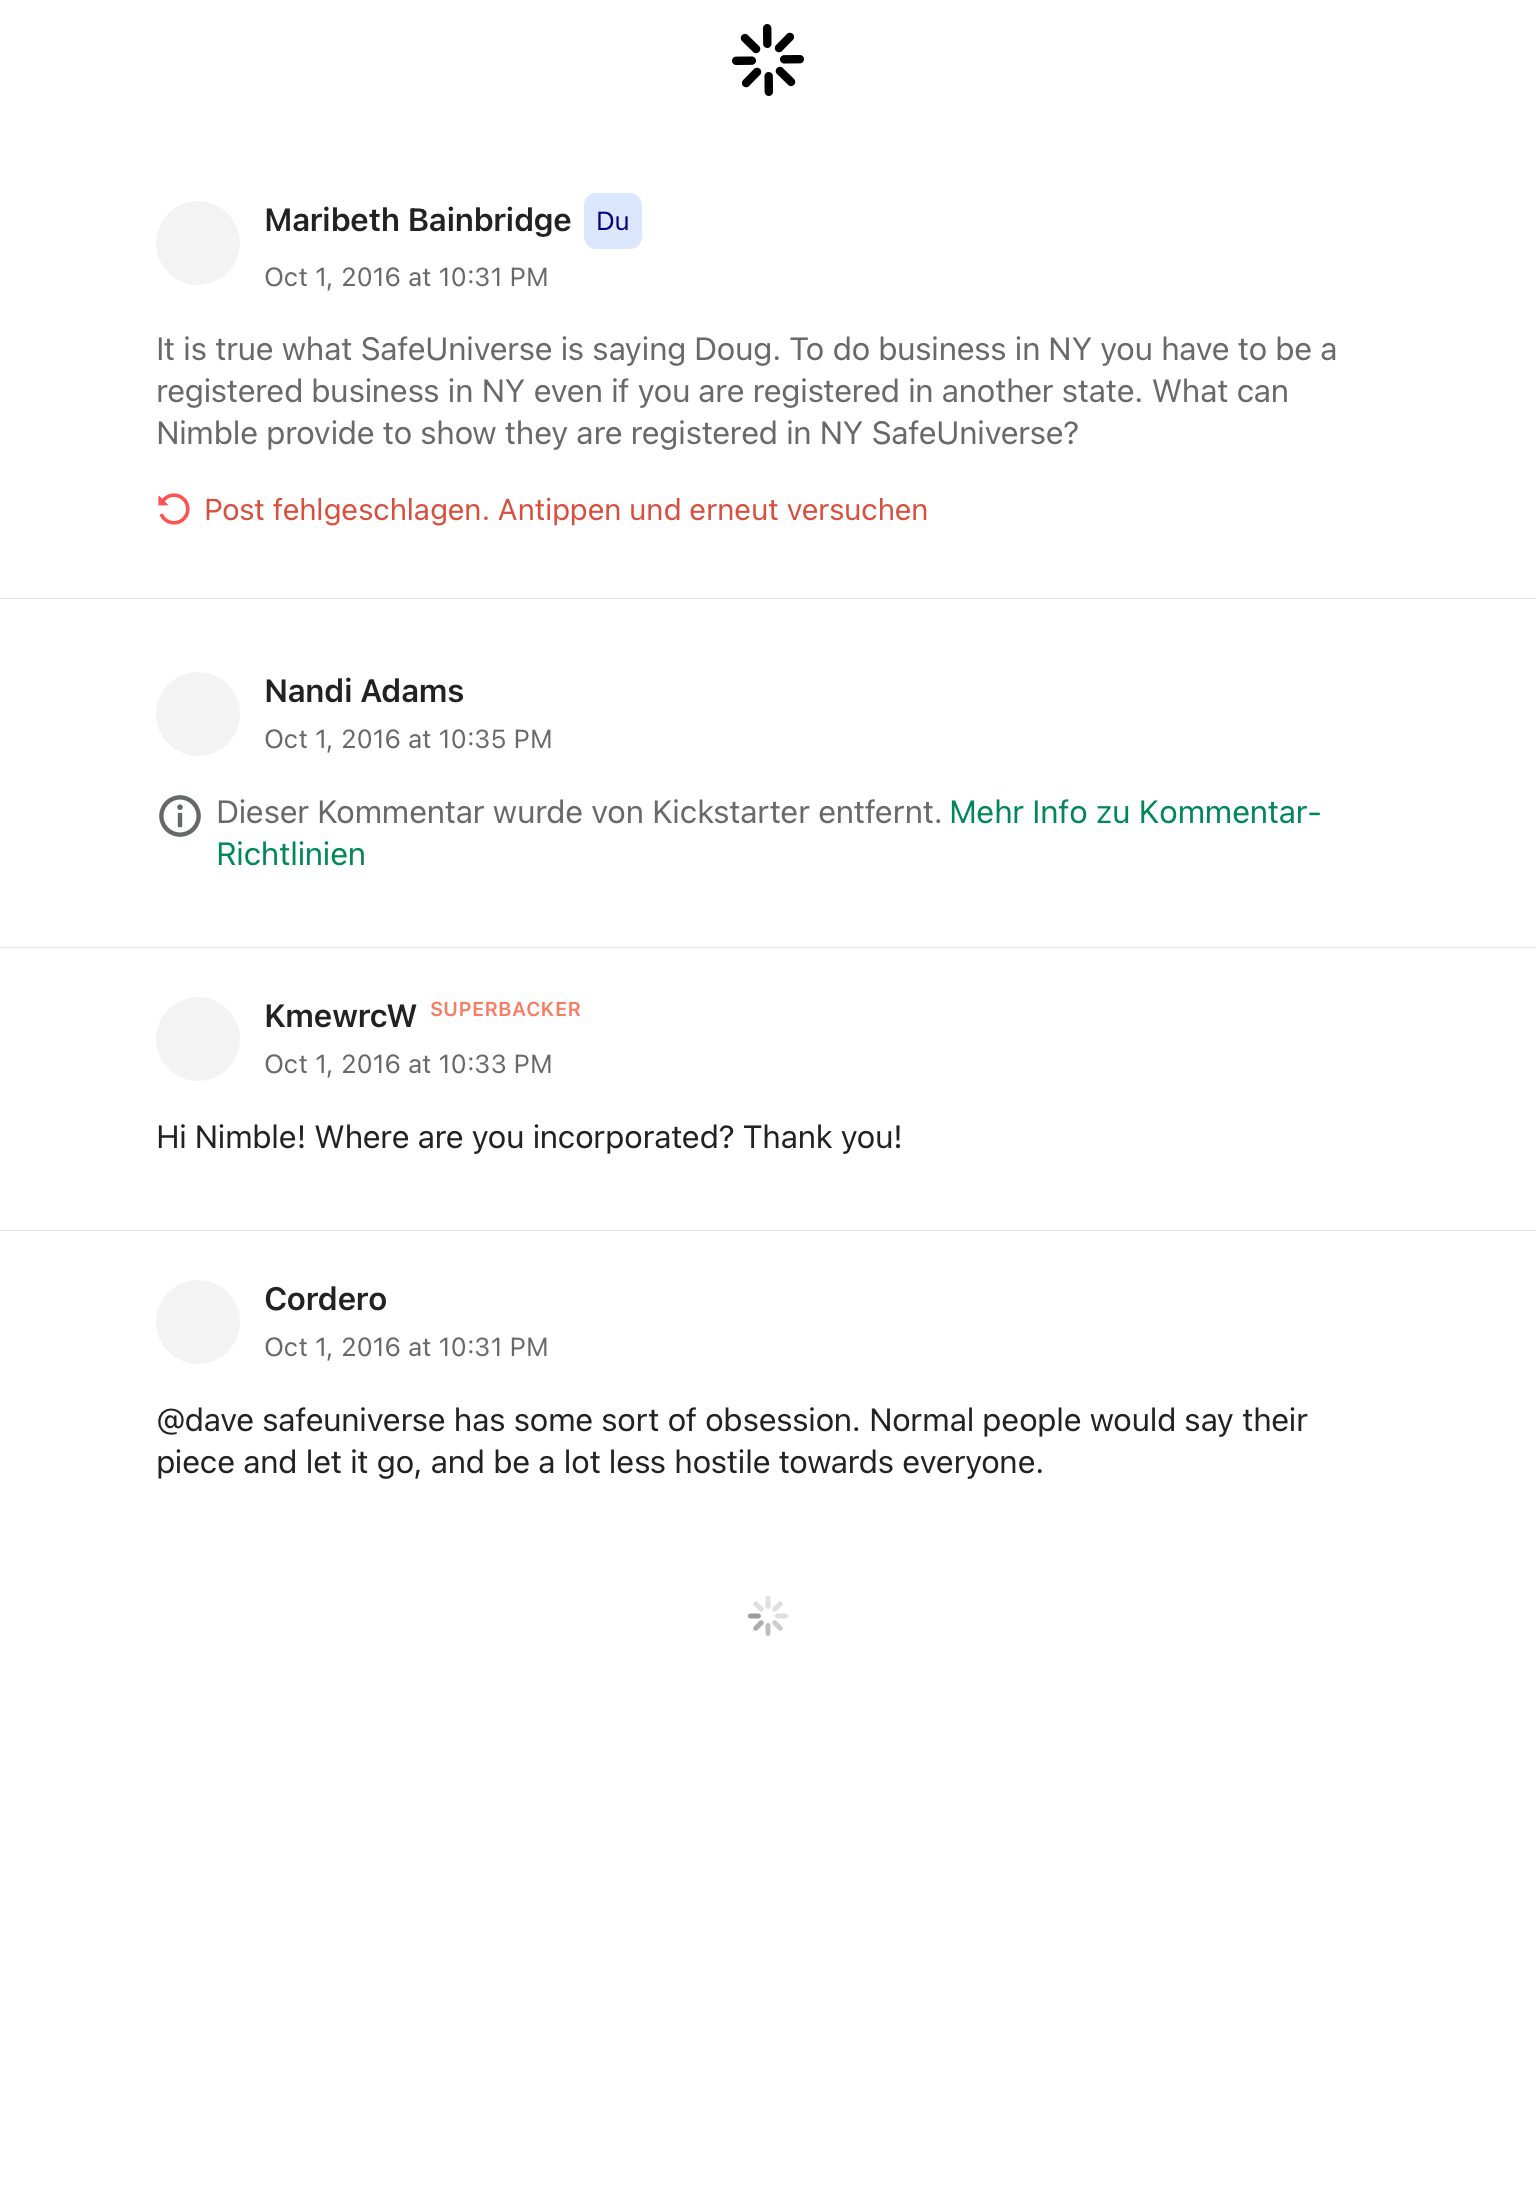 Maribeth Bainbridge Du
Oct 1, 2016 at 10:31 PM
It is true what SafeUniverse is saying Doug. To do business in NY you have to be a
registered business in NY even if you are registered in another state. What can
Nimble provide to show they are registered in NY SafeUniverse?
Post fehlgeschlagen. Antippen und erneut versuchen
Nandi Adams
Oct 1, 2016 at 10:35 PM
Dieser Kommentar wurde von Kickstarter entfernt. Mehr Info zu Kommentar-
Richtlinien
KmewrcW SUPERBACKER
Oct 1, 2016 at 10:33 PM
Hi Nimble! Where are you incorporated? Thank you!
Cordero
Oct 1, 2016 at 10:31 PM
@dave safeuniverse has some sort of obsession. Normal people would say their
piece and let it go, and be a lot less hostile towards everyone.